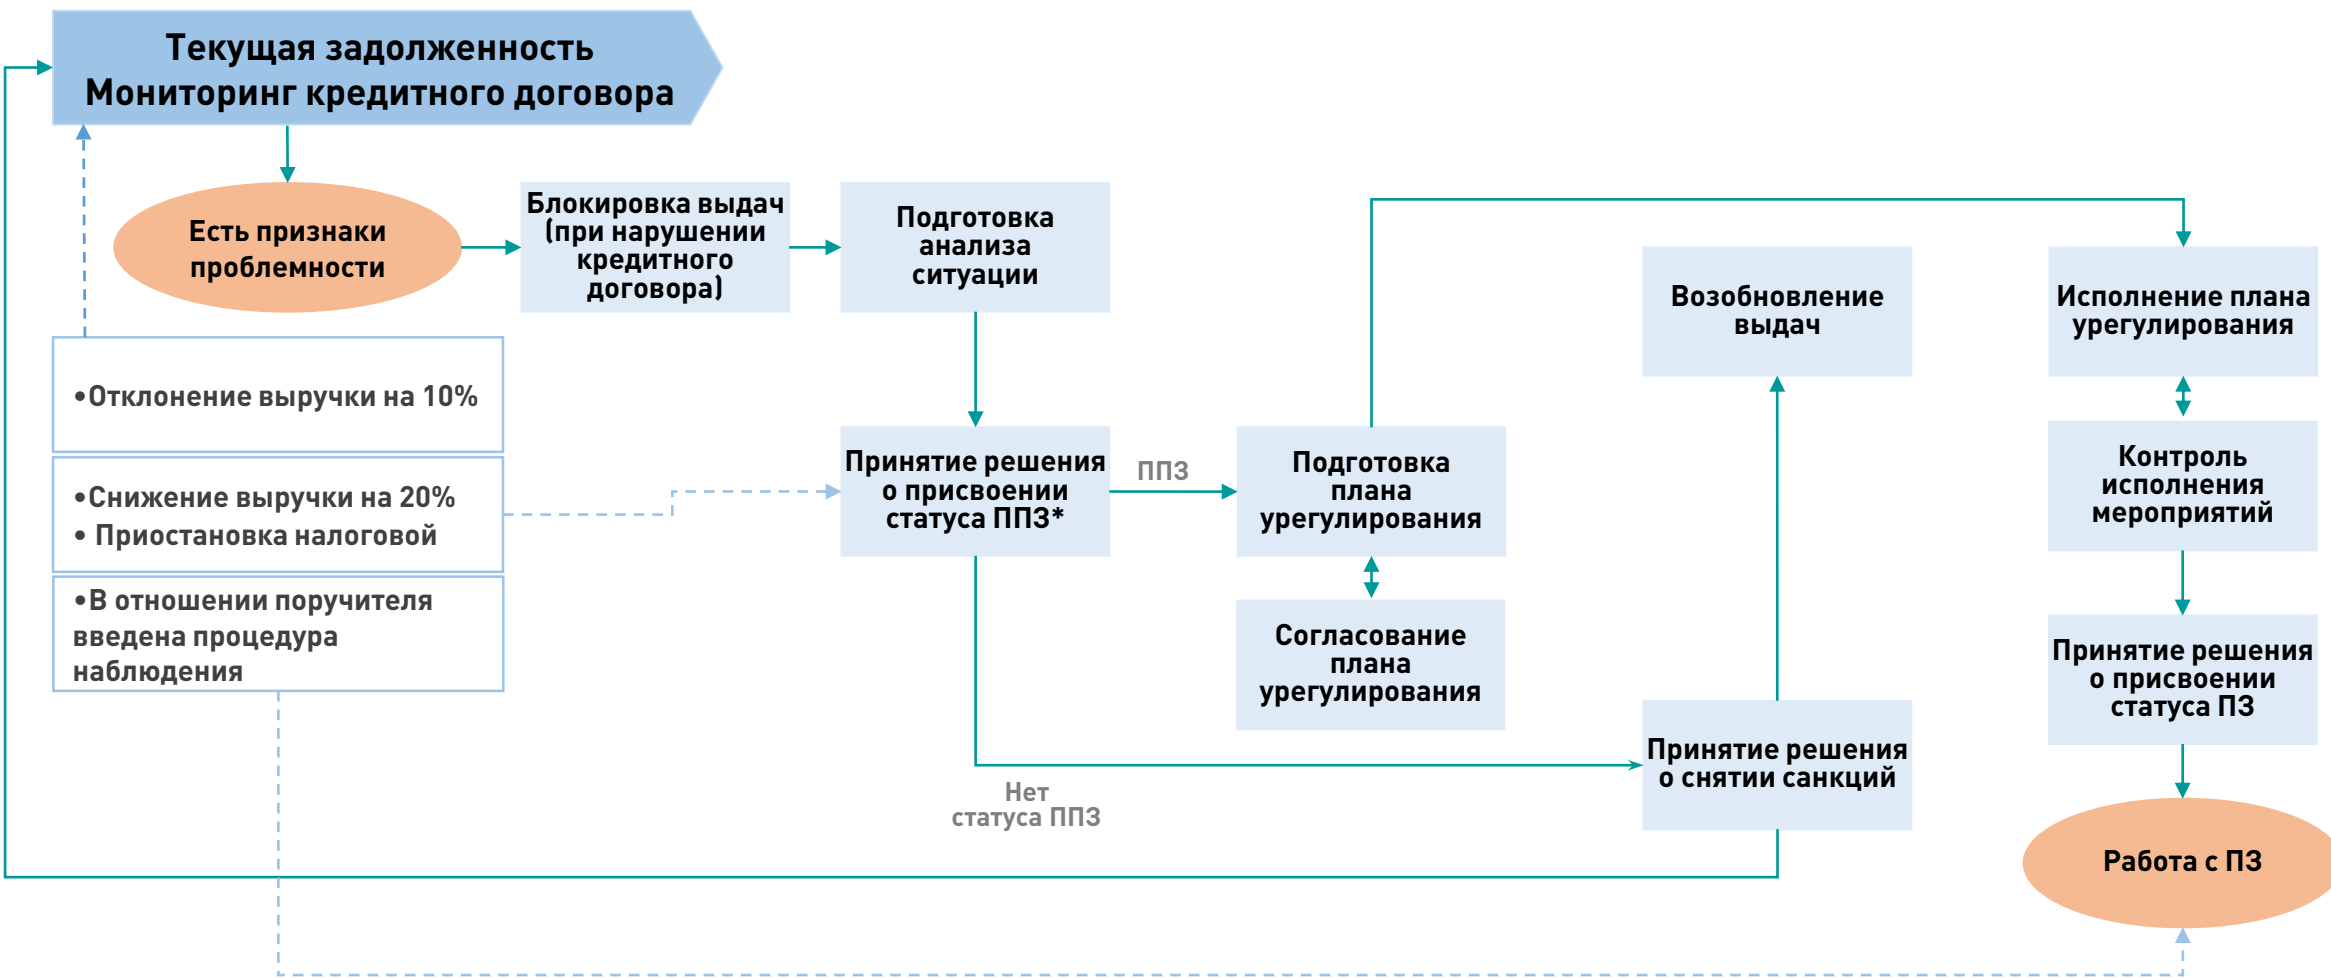 Текущая задолженность
Мониторинг кредитного договора
Есть признаки
проблемности
Блокировка выдач
(при нарушении
кредитного
договора)
Подготовка
анализа
ситуации
Возобновление
выдач
Исполнение плана
урегулирования
•Отклонение выручки на 10%
•Снижение выручки на 20%
• Приостановка налоговой
•В отношении поручителя
введена процедура
наблюдения
Принятие решения
о присвоении
статуса ППЗ*
ППЗ
Подготовка
плана
урегулирования
Контроль
исполнения
мероприятий
Согласование
плана
урегулирования
Принятие решения
о присвоении
статуса ПЗ
Нет
статуса ППЗ
Принятие решения
о снятии санкций
Работа с ПЗ